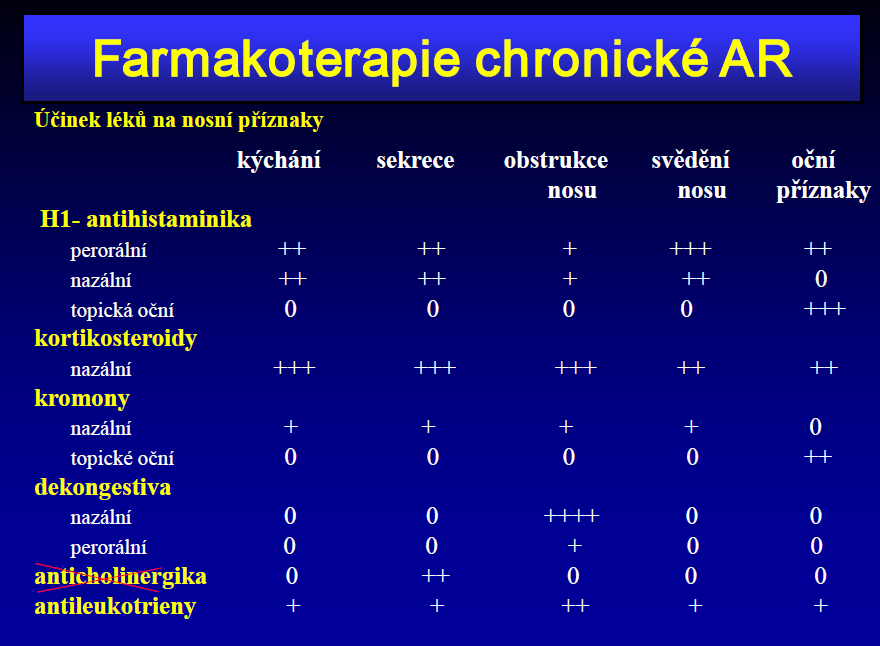 Farmakoterapie chronické AR
Účinek léků na nosní příznaky
kýchání sekrece obstrukce svědění oční
nosu nosu příznaky
H1- antihistaminika
perorální ++ ++ + +++ ++
nazální ++ ++ + ++ 0
topická oční 0 0 0 0 +++
kortikosteroidy
nazální +++ +++ +++ ++ ++
kromony
nazální + + + + 0
topické oční 0 0 0 0 ++
dekongestiva
nazální 0 0 ++++ 0 0
perorální 0 0 + 0 0
anticholinergika 0 ++ 0 0 0
antileukotrieny + + ++ + +